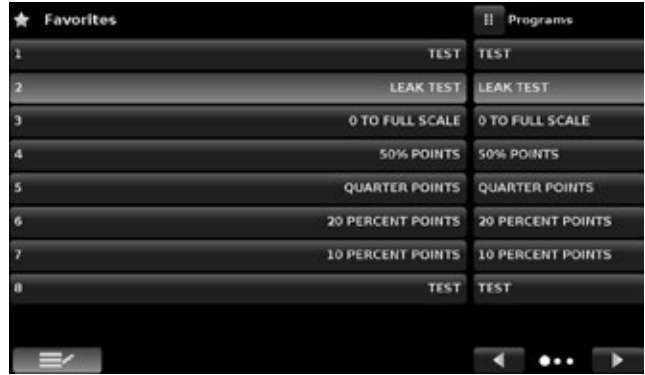 Favorites Programs
1 TEST TEST
2 LEAK TEST LEAK TEST
3 0 TO FULL SCALE 0 TO FULL SCALE
4 50% POINTS 50% POINTS
5 QUARTER POINTS QUARTER POINTS
6 20 PERCENT POINTS 20 PERCENT POINTS
7 10 PERCENT POINTS 10 PERCENT POINTS
8 TEST TEST